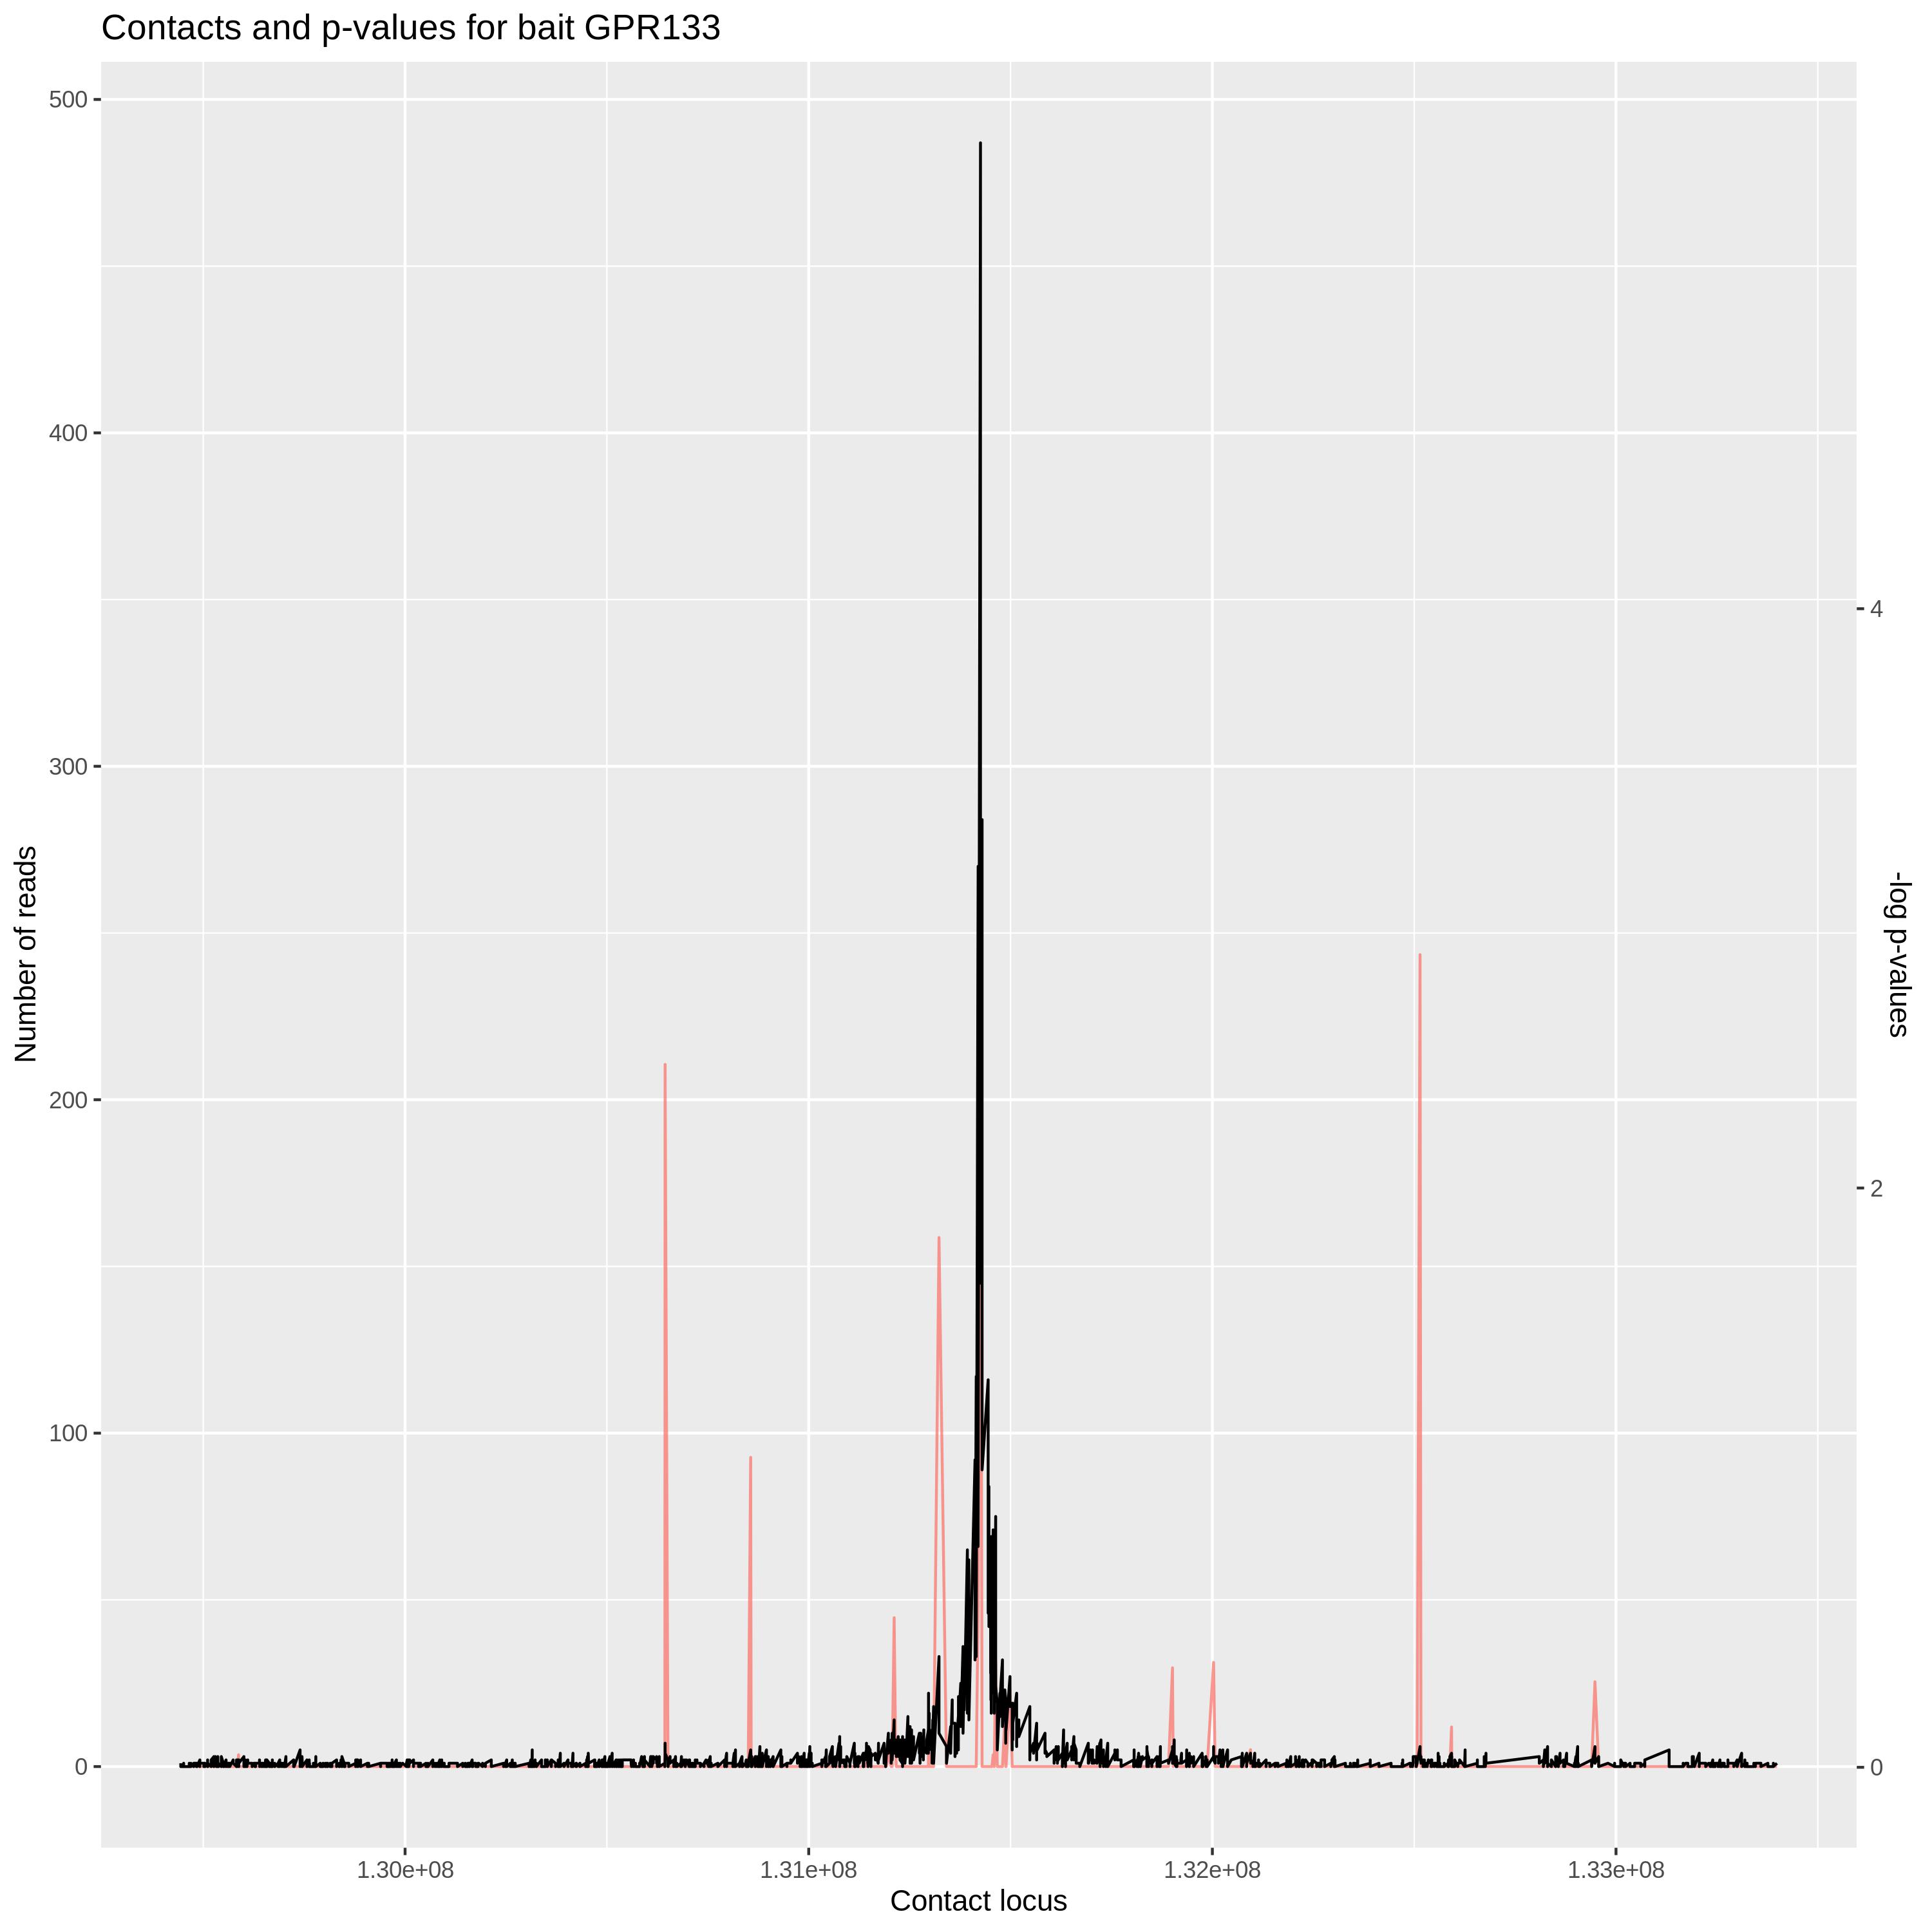 Contacts and p-values for bait GPR133
500
400
300
200
100
0
Number of reads
4
2
0
-log p-values
1.30e+08
1.31e+08
1.32e+08
1.33e+08
Contact locus